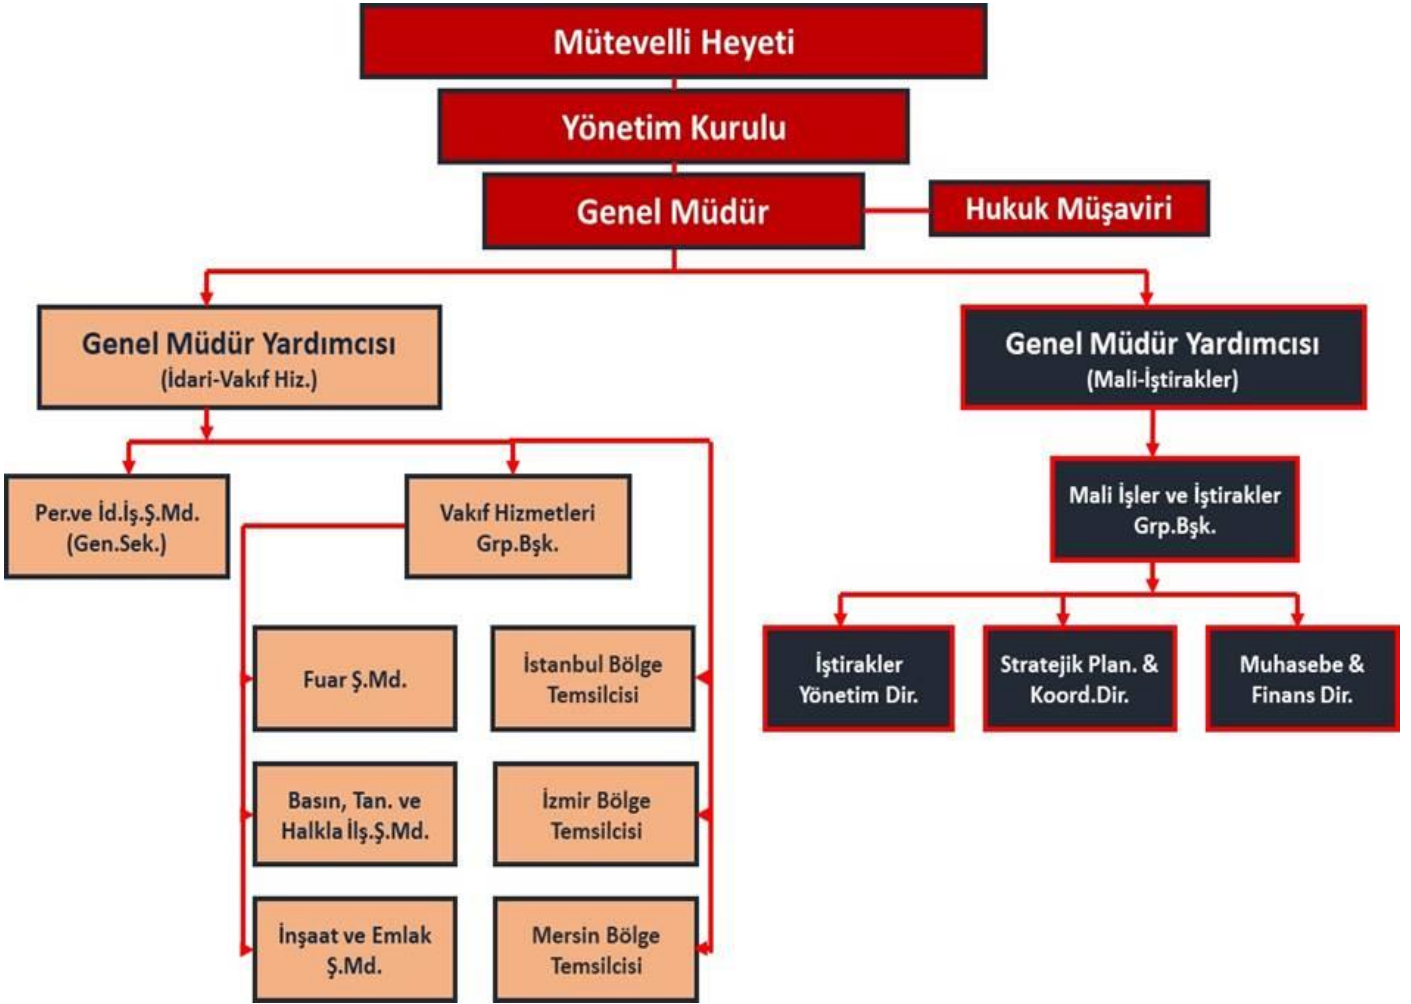 Mütevelli Heyeti
Yönetim Kurulu
Genel Müdür
Hukuk Müşaviri
Genel Müdür Yardımcısı
(İdari-Vakıf Hiz.)
Genel Müdür Yardımcısı
(Mali-İştirakler)
Per.ve İd.İş.Ş.Md.
(Gen.Sek.)
Vakıf Hizmetleri
Grp.Bşk.
Mali İşler ve İştirakler
Grp.Bşk.
Fuar Ş.Md.
İstanbul Bölge
Temsilcisi
İştirakler
Yönetim Dir.
Stratejik Plan. &
Koord.Dir.
Muhasebe &
Finans Dir.
Basın, Tan. ve
Halkla İlş.Ş.Md.
İzmir Bölge
Temsilcisi
İnşaat ve Emlak
Ş.Md.
Mersin Bölge
Temsilcisi